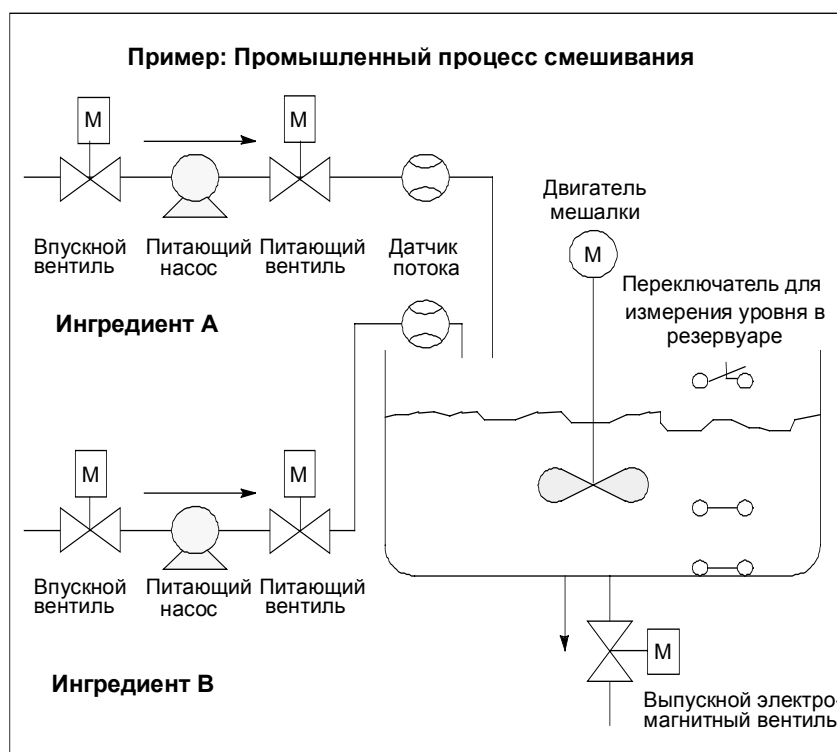 Пример: Промышленный процесс смешивания
M
M
Впускной
вентиль
Питающий
насос
Питающий
вентиль
Датчик
потока
Ингредиент А
Двигатель
мешалки
M
Переключатель для
измерения уровня в
резервуаре
M
M
Впускной
вентиль
Питающий
насос
Питающий
вентиль
Ингредиент В
M
Выпускной электро-
магнитный вентиль